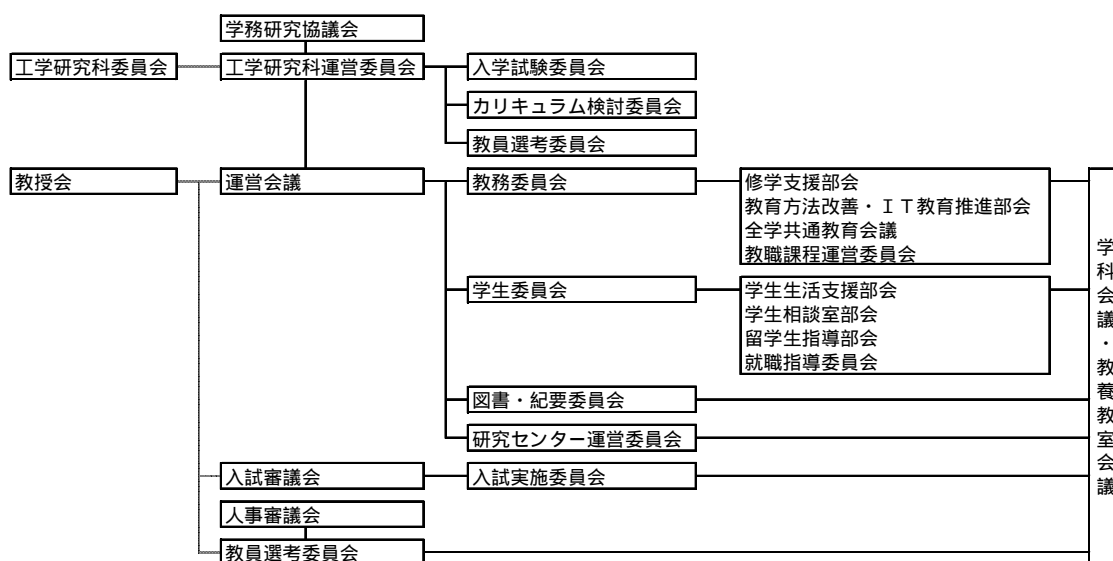 学務研究協議会
工学研究科委員会
工学研究科運営委員会
入学試験委員会
カリキュラム検討委員会
教員選考委員会
教授会
運営会議
教務委員会
修学支援部会
教育方法改善・ＩＴ教育推進部会
全学共通教育会議
教職課程運営委員会
学生委員会
学生生活支援部会
学生相談室部会
留学生指導部会
就職指導委員会
図書・紀要委員会
研究センター運営委員会
入試審議会
入試実施委員会
人事審議会
教員選考委員会
学科会議・教養教室会議